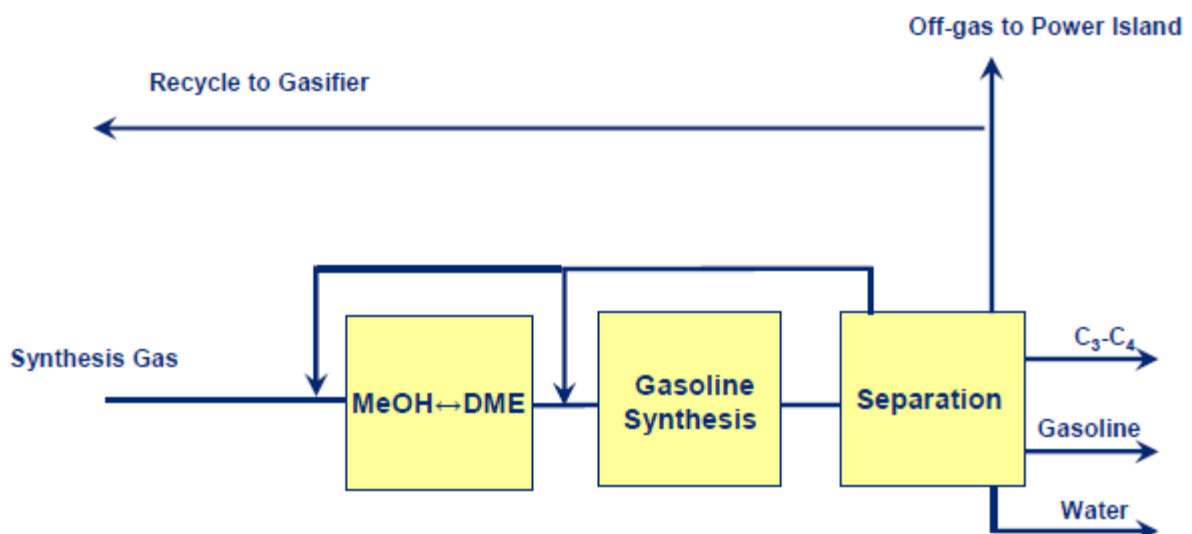 Off-gas to Power Island
Recycle to Gasifier
Synthesis Gas
MeOH↔DME
Gasoline
Synthesis
Separation
C₃-C₄
Gasoline
Water